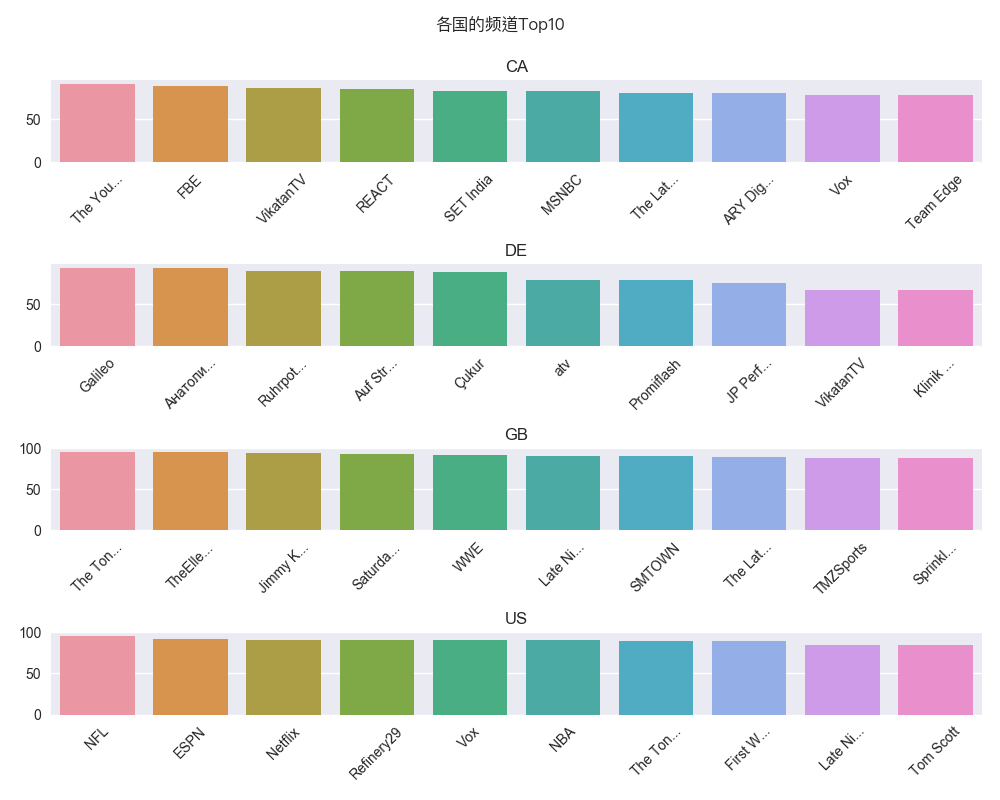 各国的频道Top10
CA
50
0
The You...
FBE
VikatanTV
REACT
SET India
MSNBC
The Lat...
ARY Dig...
Vox
Team Edge
DE
50
0
Galileo
Анатоли...
Ruhrpot...
Auf Str...
Çukur
atv
Promiflash
JP Perf...
VikatanTV
Klinik ...
GB
100
50
0
The Ton...
TheElle...
Jimmy K...
Saturda...
WWE
Late Ni...
SMTOWN
The Lat...
TMZSports
Sprinkl...
US
100
50
0
NFL
ESPN
Netflix
Refinery29
Vox
NBA
The Ton...
First W...
Late Ni...
Tom Scott